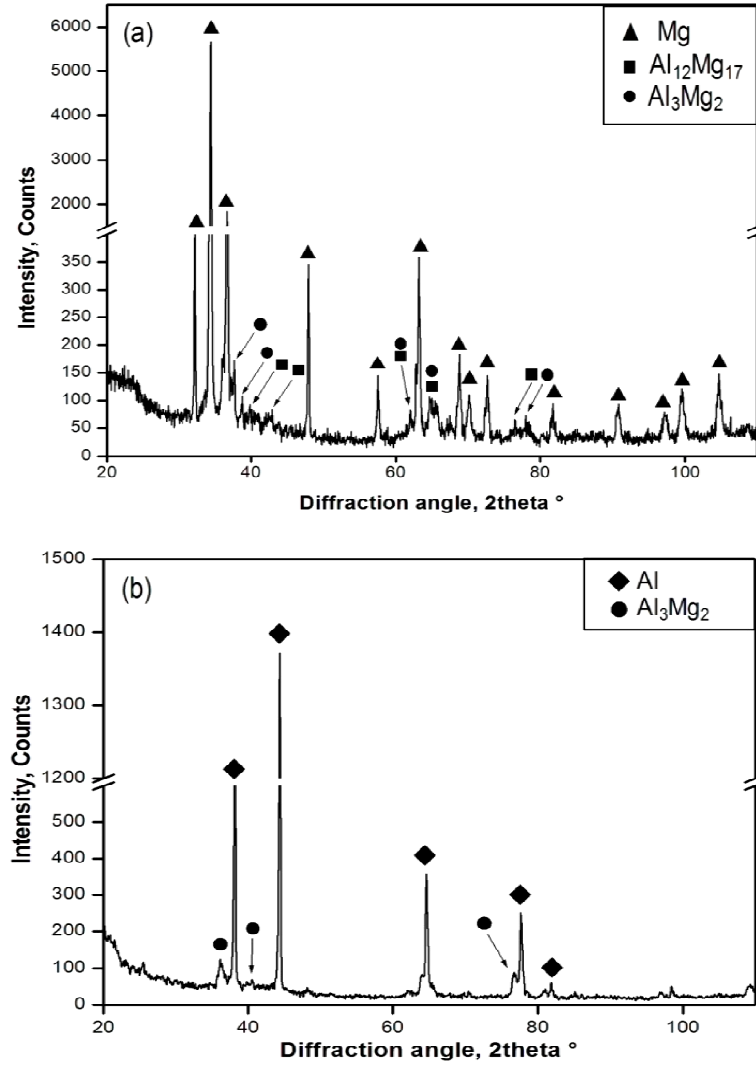 (a)
▲ Mg
■ Al12Mg17
● Al3Mg2
6000
5000
4000
3000
2000
350
300
250
200
150
100
50
0
Intensity, Counts
20 40 60 80 100
Diffraction angle, 2theta °
(b)
◆ Al
● Al3Mg2
1500
1400
1300
1200
500
400
300
200
100
0
Intensity, Counts
20 40 60 80 100
Diffraction angle, 2theta °